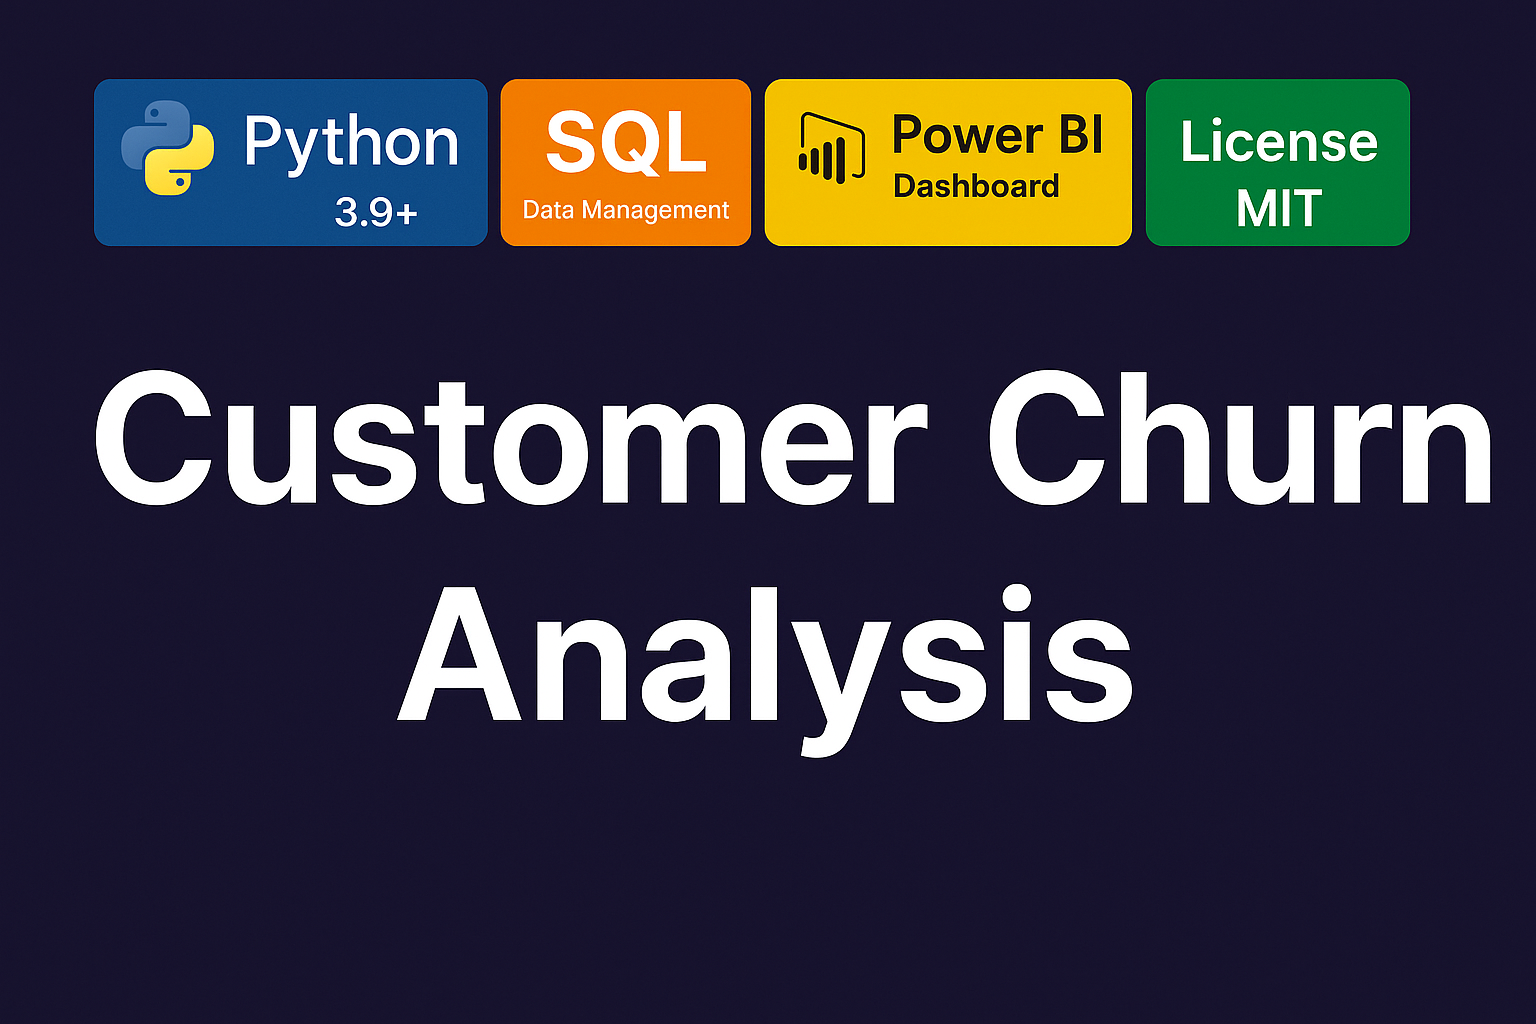 Python
3.9+
SQL
Data Management
Power BI
Dashboard
License
MIT
Customer Churn
Analysis